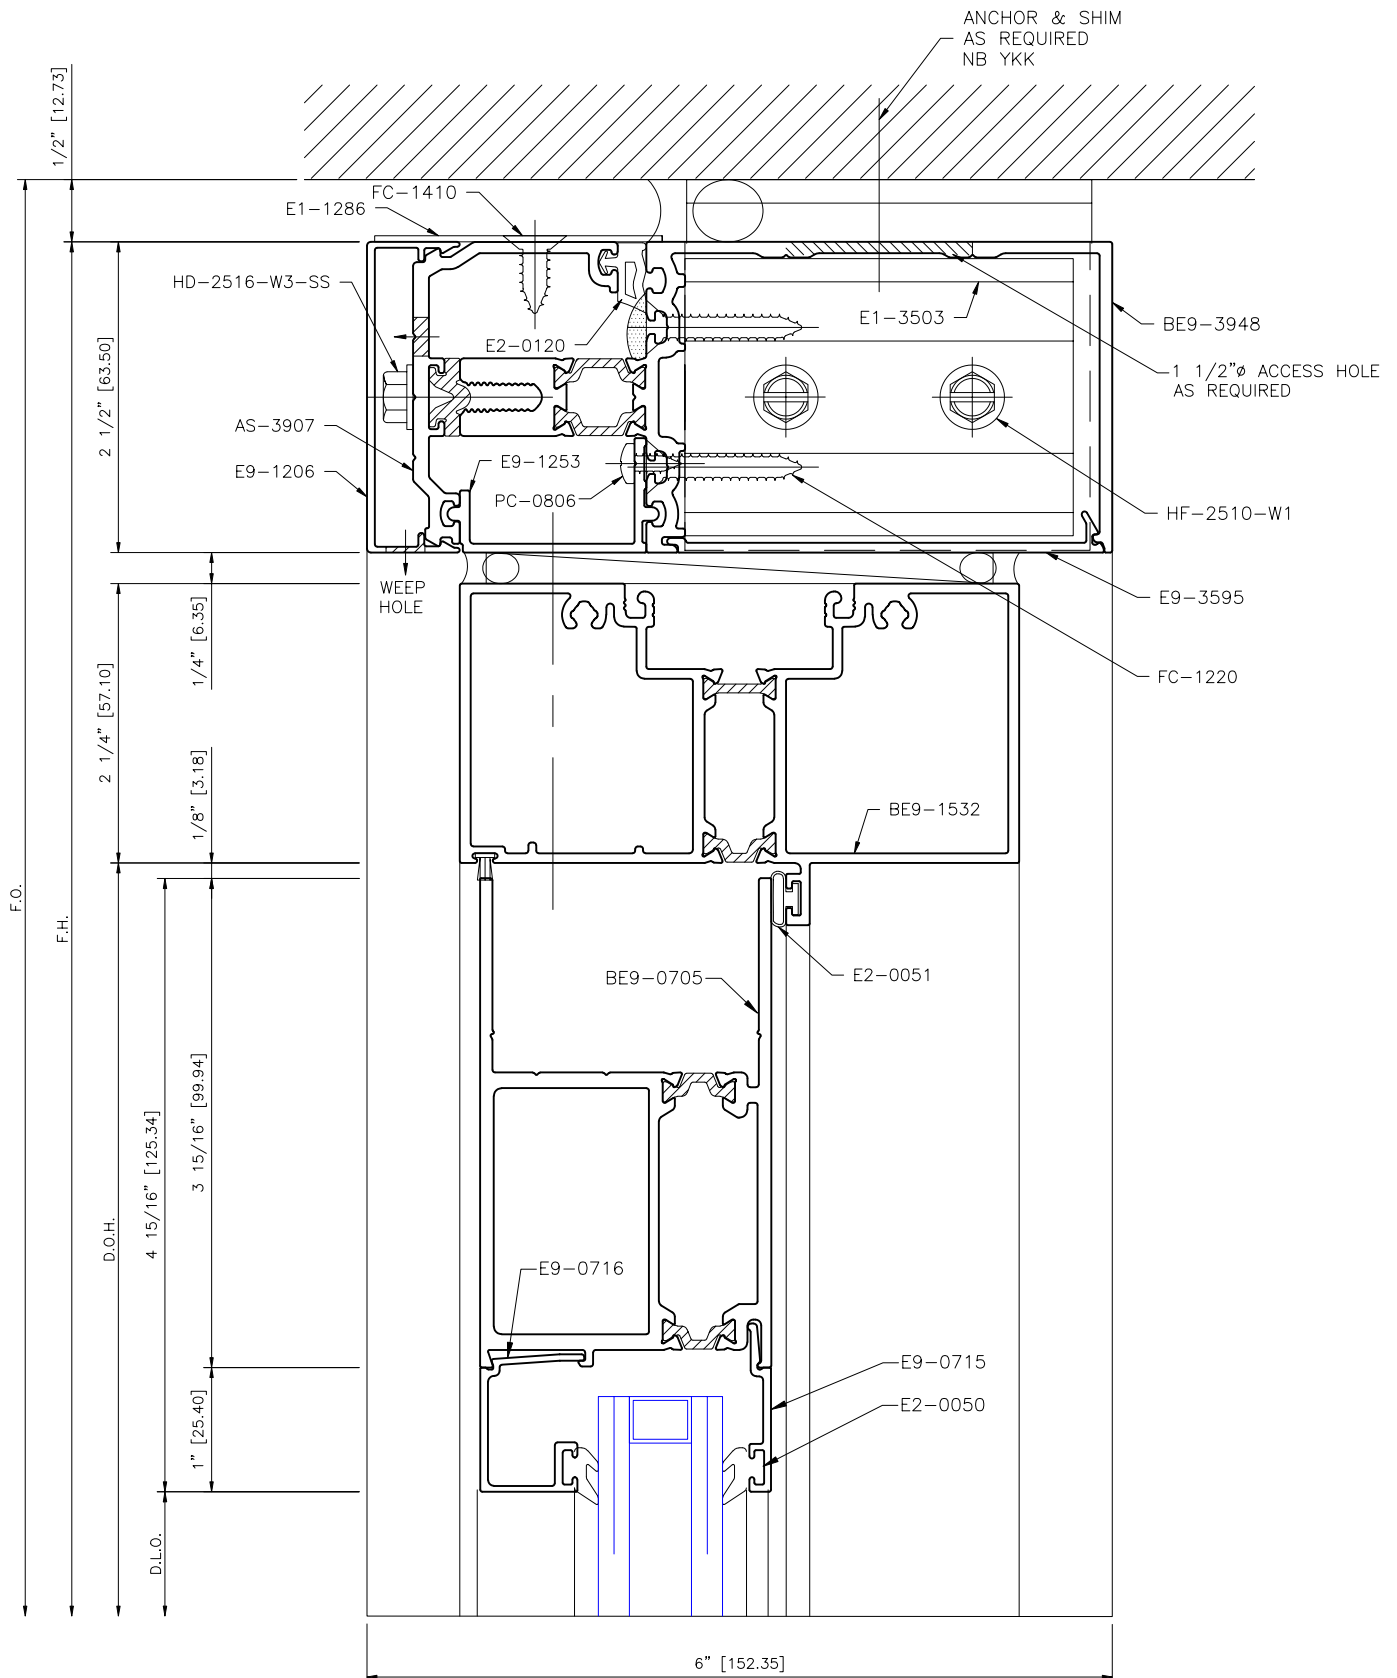 ANCHOR & SHIM
AS REQUIRED
NB YKK
1/2" [12.73]
FC-1410
E1-1286
HD-2516-W3-SS
E2-0120
E1-3503
BE9-3948
1 1/2"ø ACCESS HOLE
AS REQUIRED
2 1/2" [63.50]
AS-3907
E9-1206
E9-1253
PC-0806
HF-2510-W1
WEEP
HOLE
E9-3595
1/4" [6.35]
FC-1220
2 1/4" [57.10]
1/8" [3.18]
BE9-1532
F.O.
F.H.
BE9-0705
E2-0051
3 15/16" [99.94]
4 15/16" [125.34]
D.O.H.
E9-0716
E9-0715
E2-0050
1" [25.40]
D.L.O.
6" [152.35]